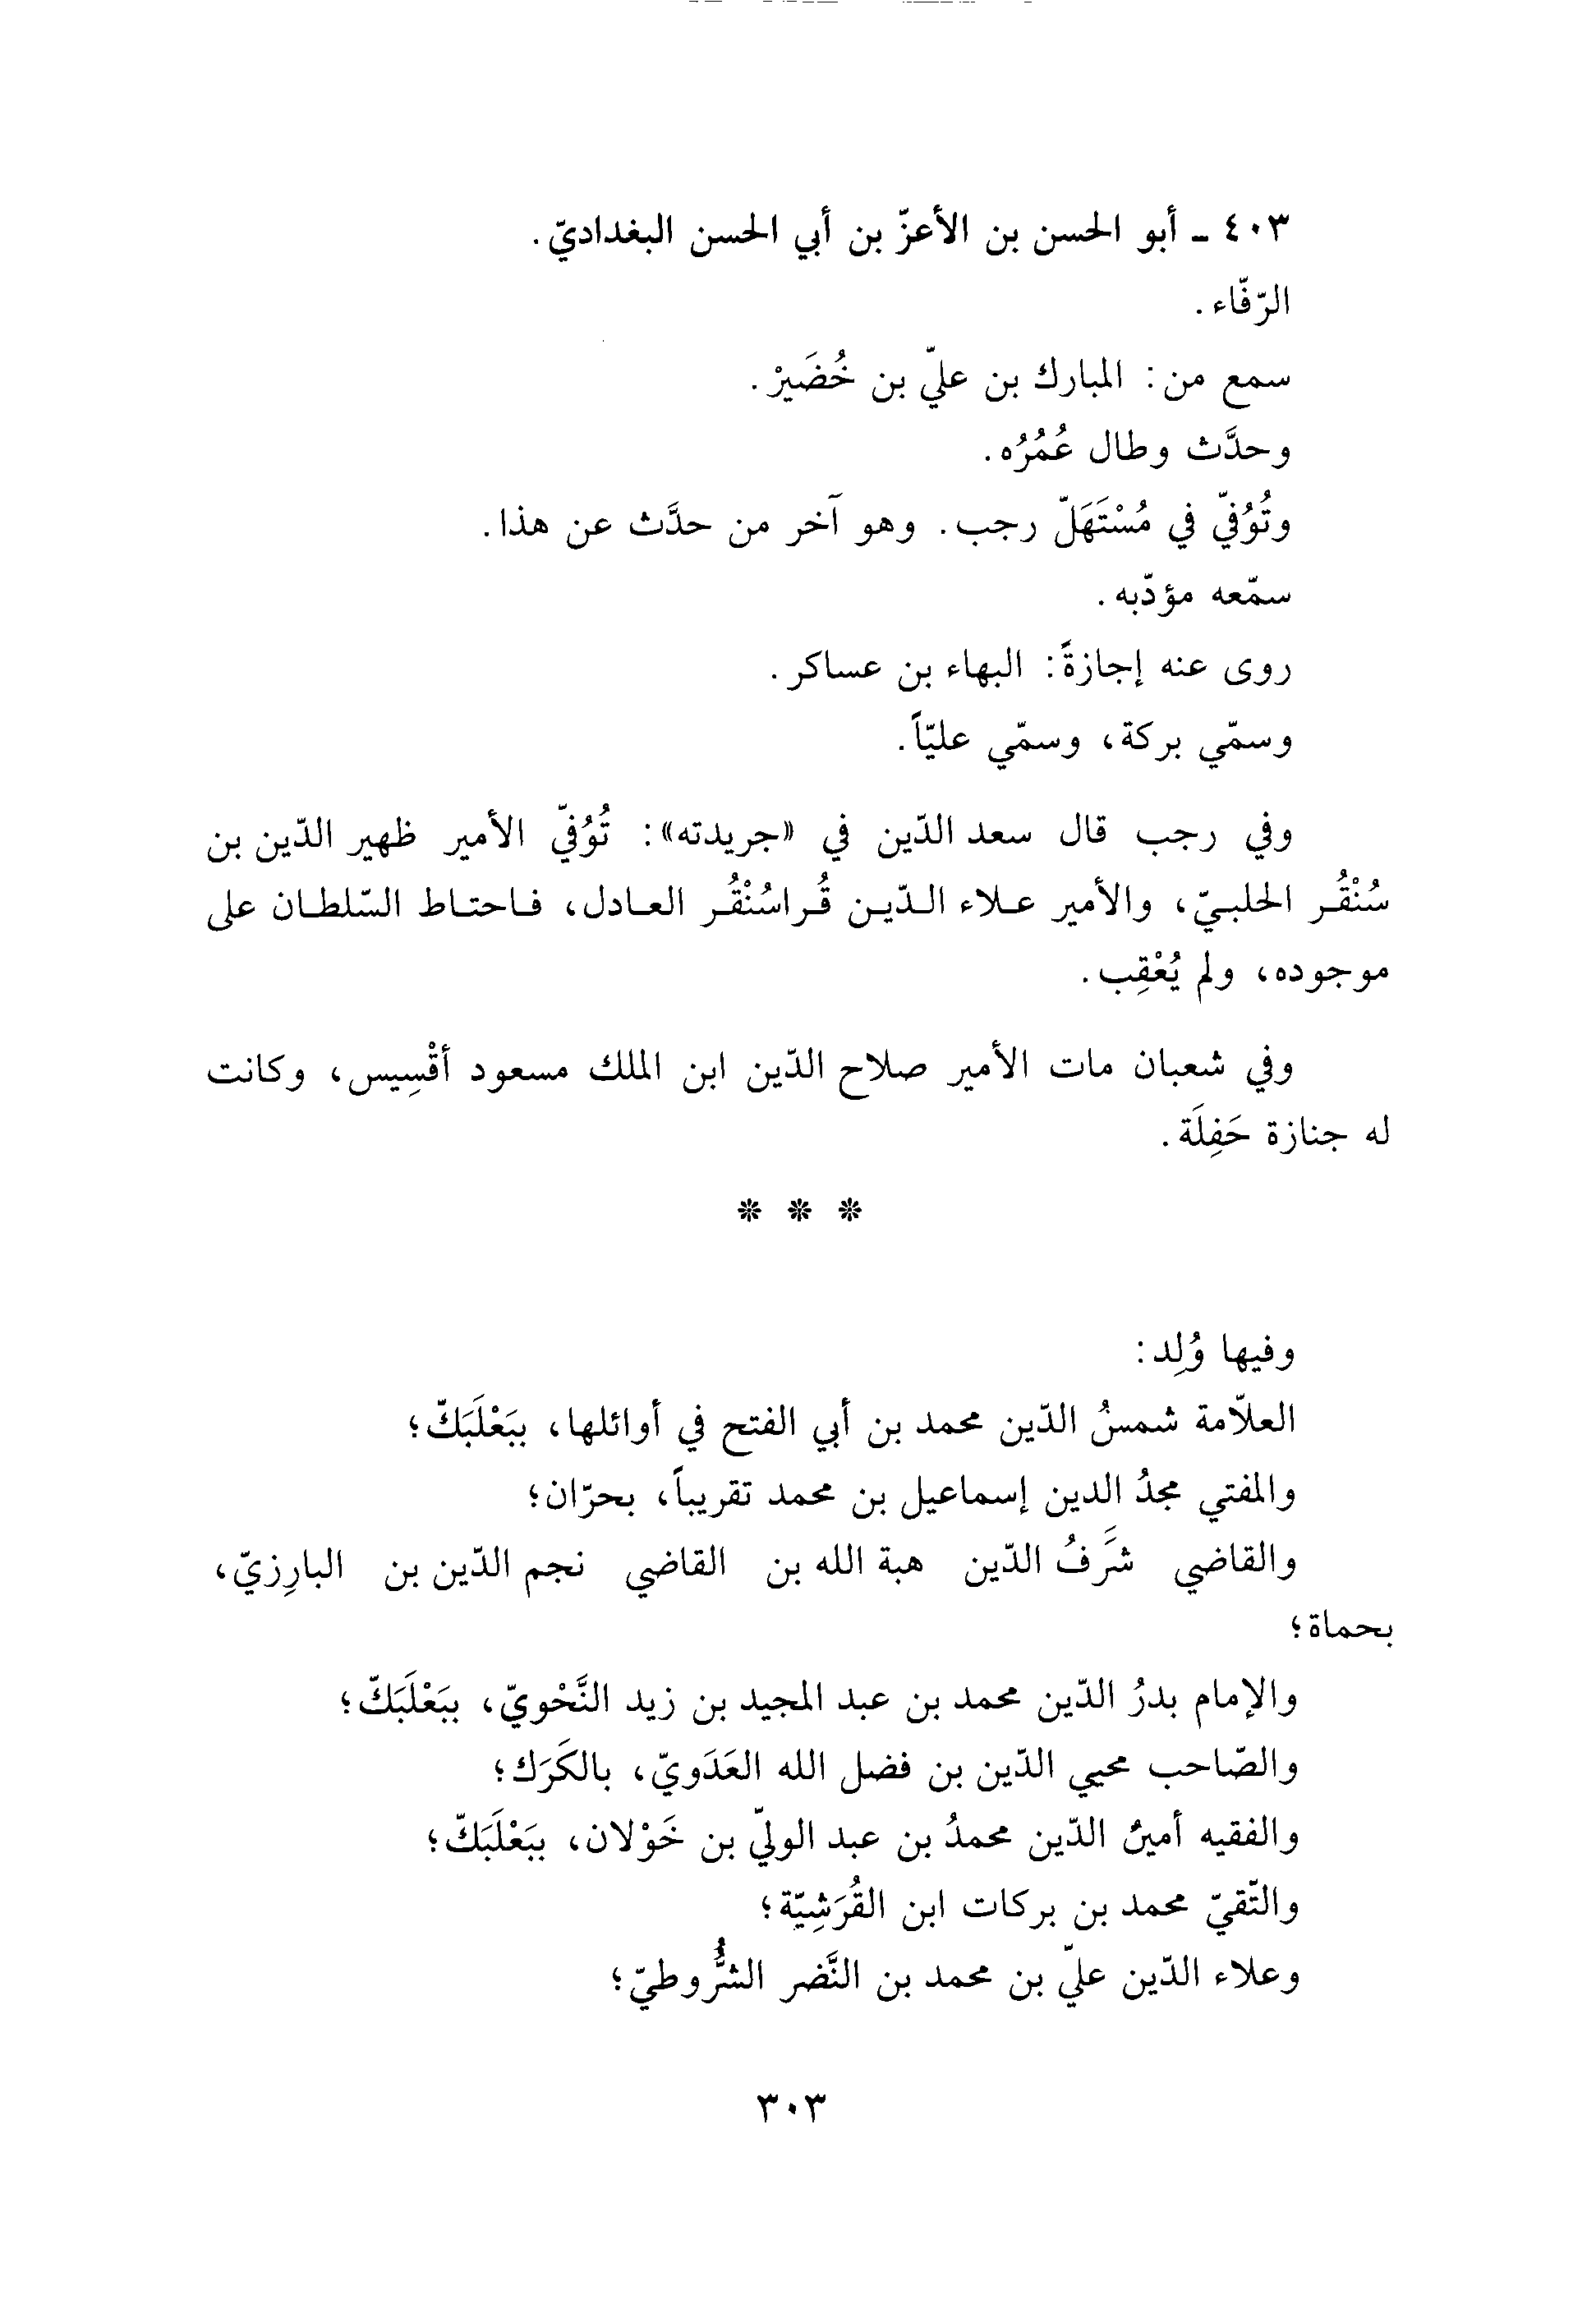 ٤٠٣ ـ أبو الحسن بن الأعزّ بن أبي الحسن البغداديّ.
الرّفّاء.
سمع من: المبارك بن عليّ بن خُضَيرْ.
وحدَّث وطال عُمُرُه.
وتُوُفيّ في مُسْتَهَلّ رجب. وهو آخر من حدَّث عن هذا.
سمّعه مؤدّبه.
روى عنه إجازةً: البهاء بن عساكر.
وسمّي بركة، وسمّي عليّاً.
وفي رجب قال سعد الدّين في «جريدته»: تُوُفيّ الأمير ظهير الدّين بن
سُنْقُر الحلبيّ، والأمير علاء الدّين قُراسُنْقُر العادل، فاحتاط السّلطان على
موجوده، ولم يُعْقِب.
وفي شعبان مات الأمير صلاح الدّين ابن الملك مسعود أقْسِيس، وكانت
له جنازة حَفِلَة.
* * *
وفيها وُلِد:
العلاّمة شمسُ الدّين محمد بن أبي الفتح في أوائلها، ببَعْلَبَكّ؛
والمفتي مجدُ الدين إسماعيل بن محمد تقريباً، بحرّان؛
والقاضي شَرَفُ الدّين هبة الله بن القاضي نجم الدّين بن البارِزيّ،
بحماة؛
والإمام بدرُ الدّين محمد بن عبد المجيد بن زيد النَّحْويّ، ببَعْلَبَكّ؛
والصّاحب محيي الدّين بن فضل الله العَدَويّ، بالكَرَك؛
والفقيه أمينُ الدّين محمدُ بن عبد الوليّ بن خَوْلان، ببَعْلَبَكّ؛
والتّقيّ محمد بن بركات ابن القُرَشِيّة؛
وعلاء الدّين عليّ بن محمد بن النَّضر الشُّروطيّ؛
٣٠٣